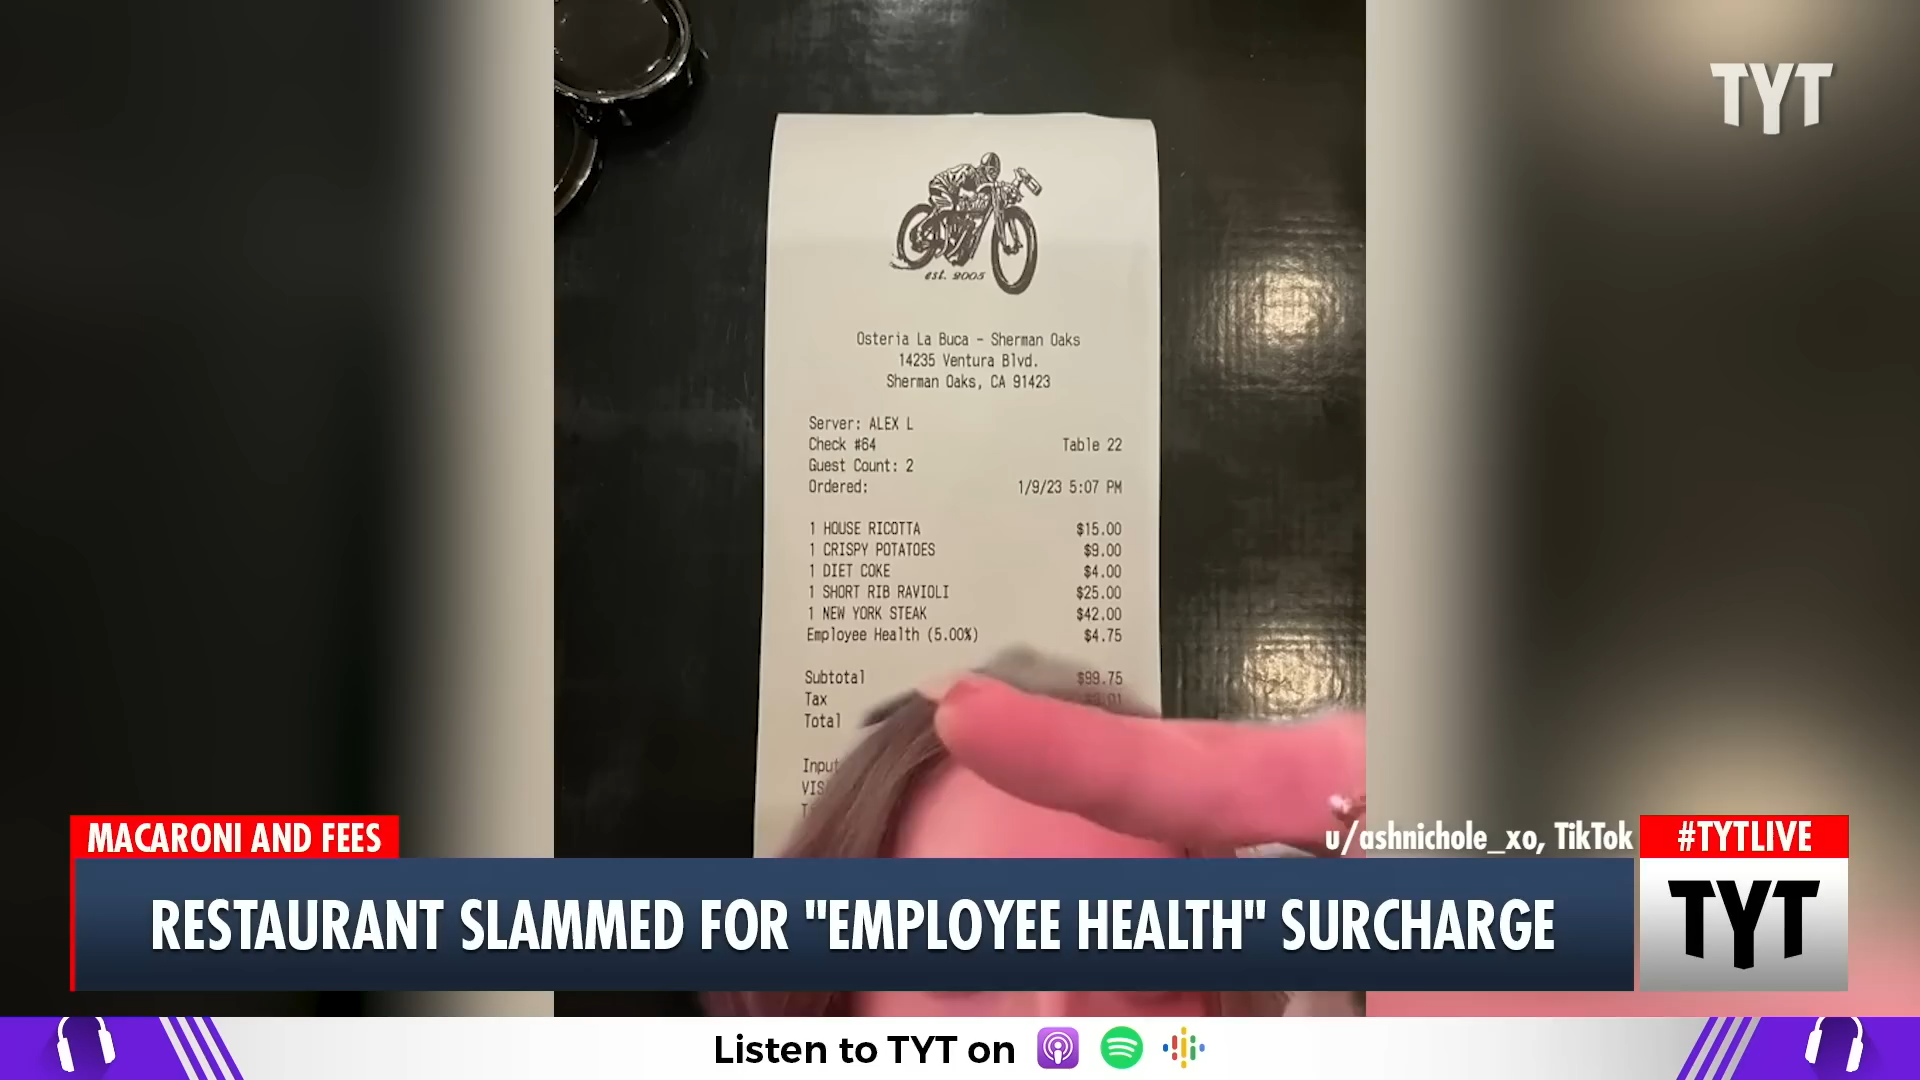 TYT
est. 2005
Osteria La Buca - Sherman Oaks
14235 Ventura Blvd.
Sherman Oaks, CA 91423
Server: ALEX L
Check #64 Table 22
Guest Count: 2
Ordered: 1/9/23 5:07 PM
1 HOUSE RICOTTA $15.00
1 CRISPY POTATOES $9.00
1 DIET COKE $4.00
1 SHORT RIB RAVIOLI $25.00
1 NEW YORK STEAK $42.00
Employee Health (5.00%) $4.75
Subtotal $99.75
Tax
Total
Input
MACARONI AND FEES
u/ashnichole_xo, TikTok
#TYTLIVE
RESTAURANT SLAMMED FOR "EMPLOYEE HEALTH" SURCHARGE
TYT
Listen to TYT on